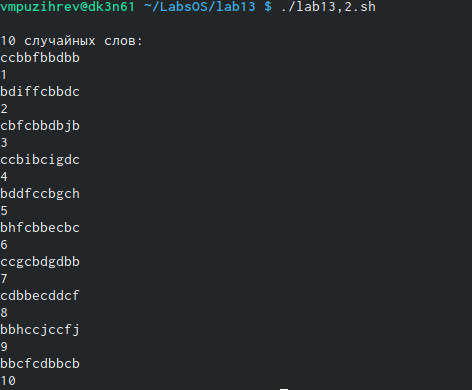 vmpuzihrev@dk3n61 ~/LabsOS/lab13 $ ./lab13,2.sh
10 случайных слов:
ccbbfbbdbb
1
bdiffcbbdc
2
cbfcbbdbjb
3
ccbibcigdc
4
bddfccbgch
5
bhfcbbecbc
6
ccgcbdgdbb
7
cdbbecddcf
8
bbhccjccfj
9
bbcfcdbbcb
10